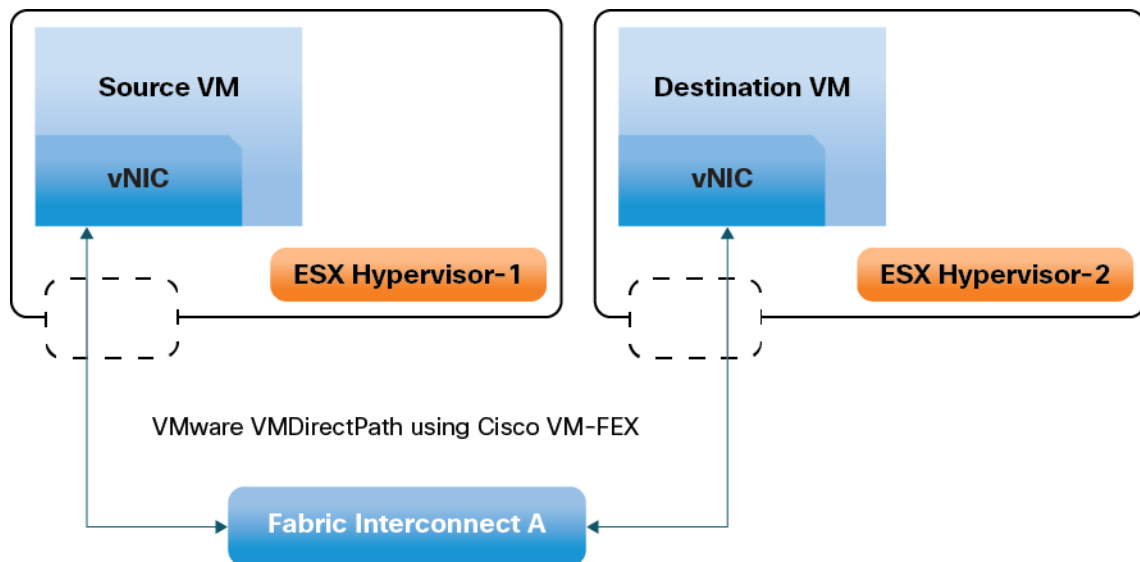 Source VM
vNIC
ESX Hypervisor-1
Destination VM
vNIC
ESX Hypervisor-2
VMware VMDirectPath using Cisco VM-FEX
Fabric Interconnect A